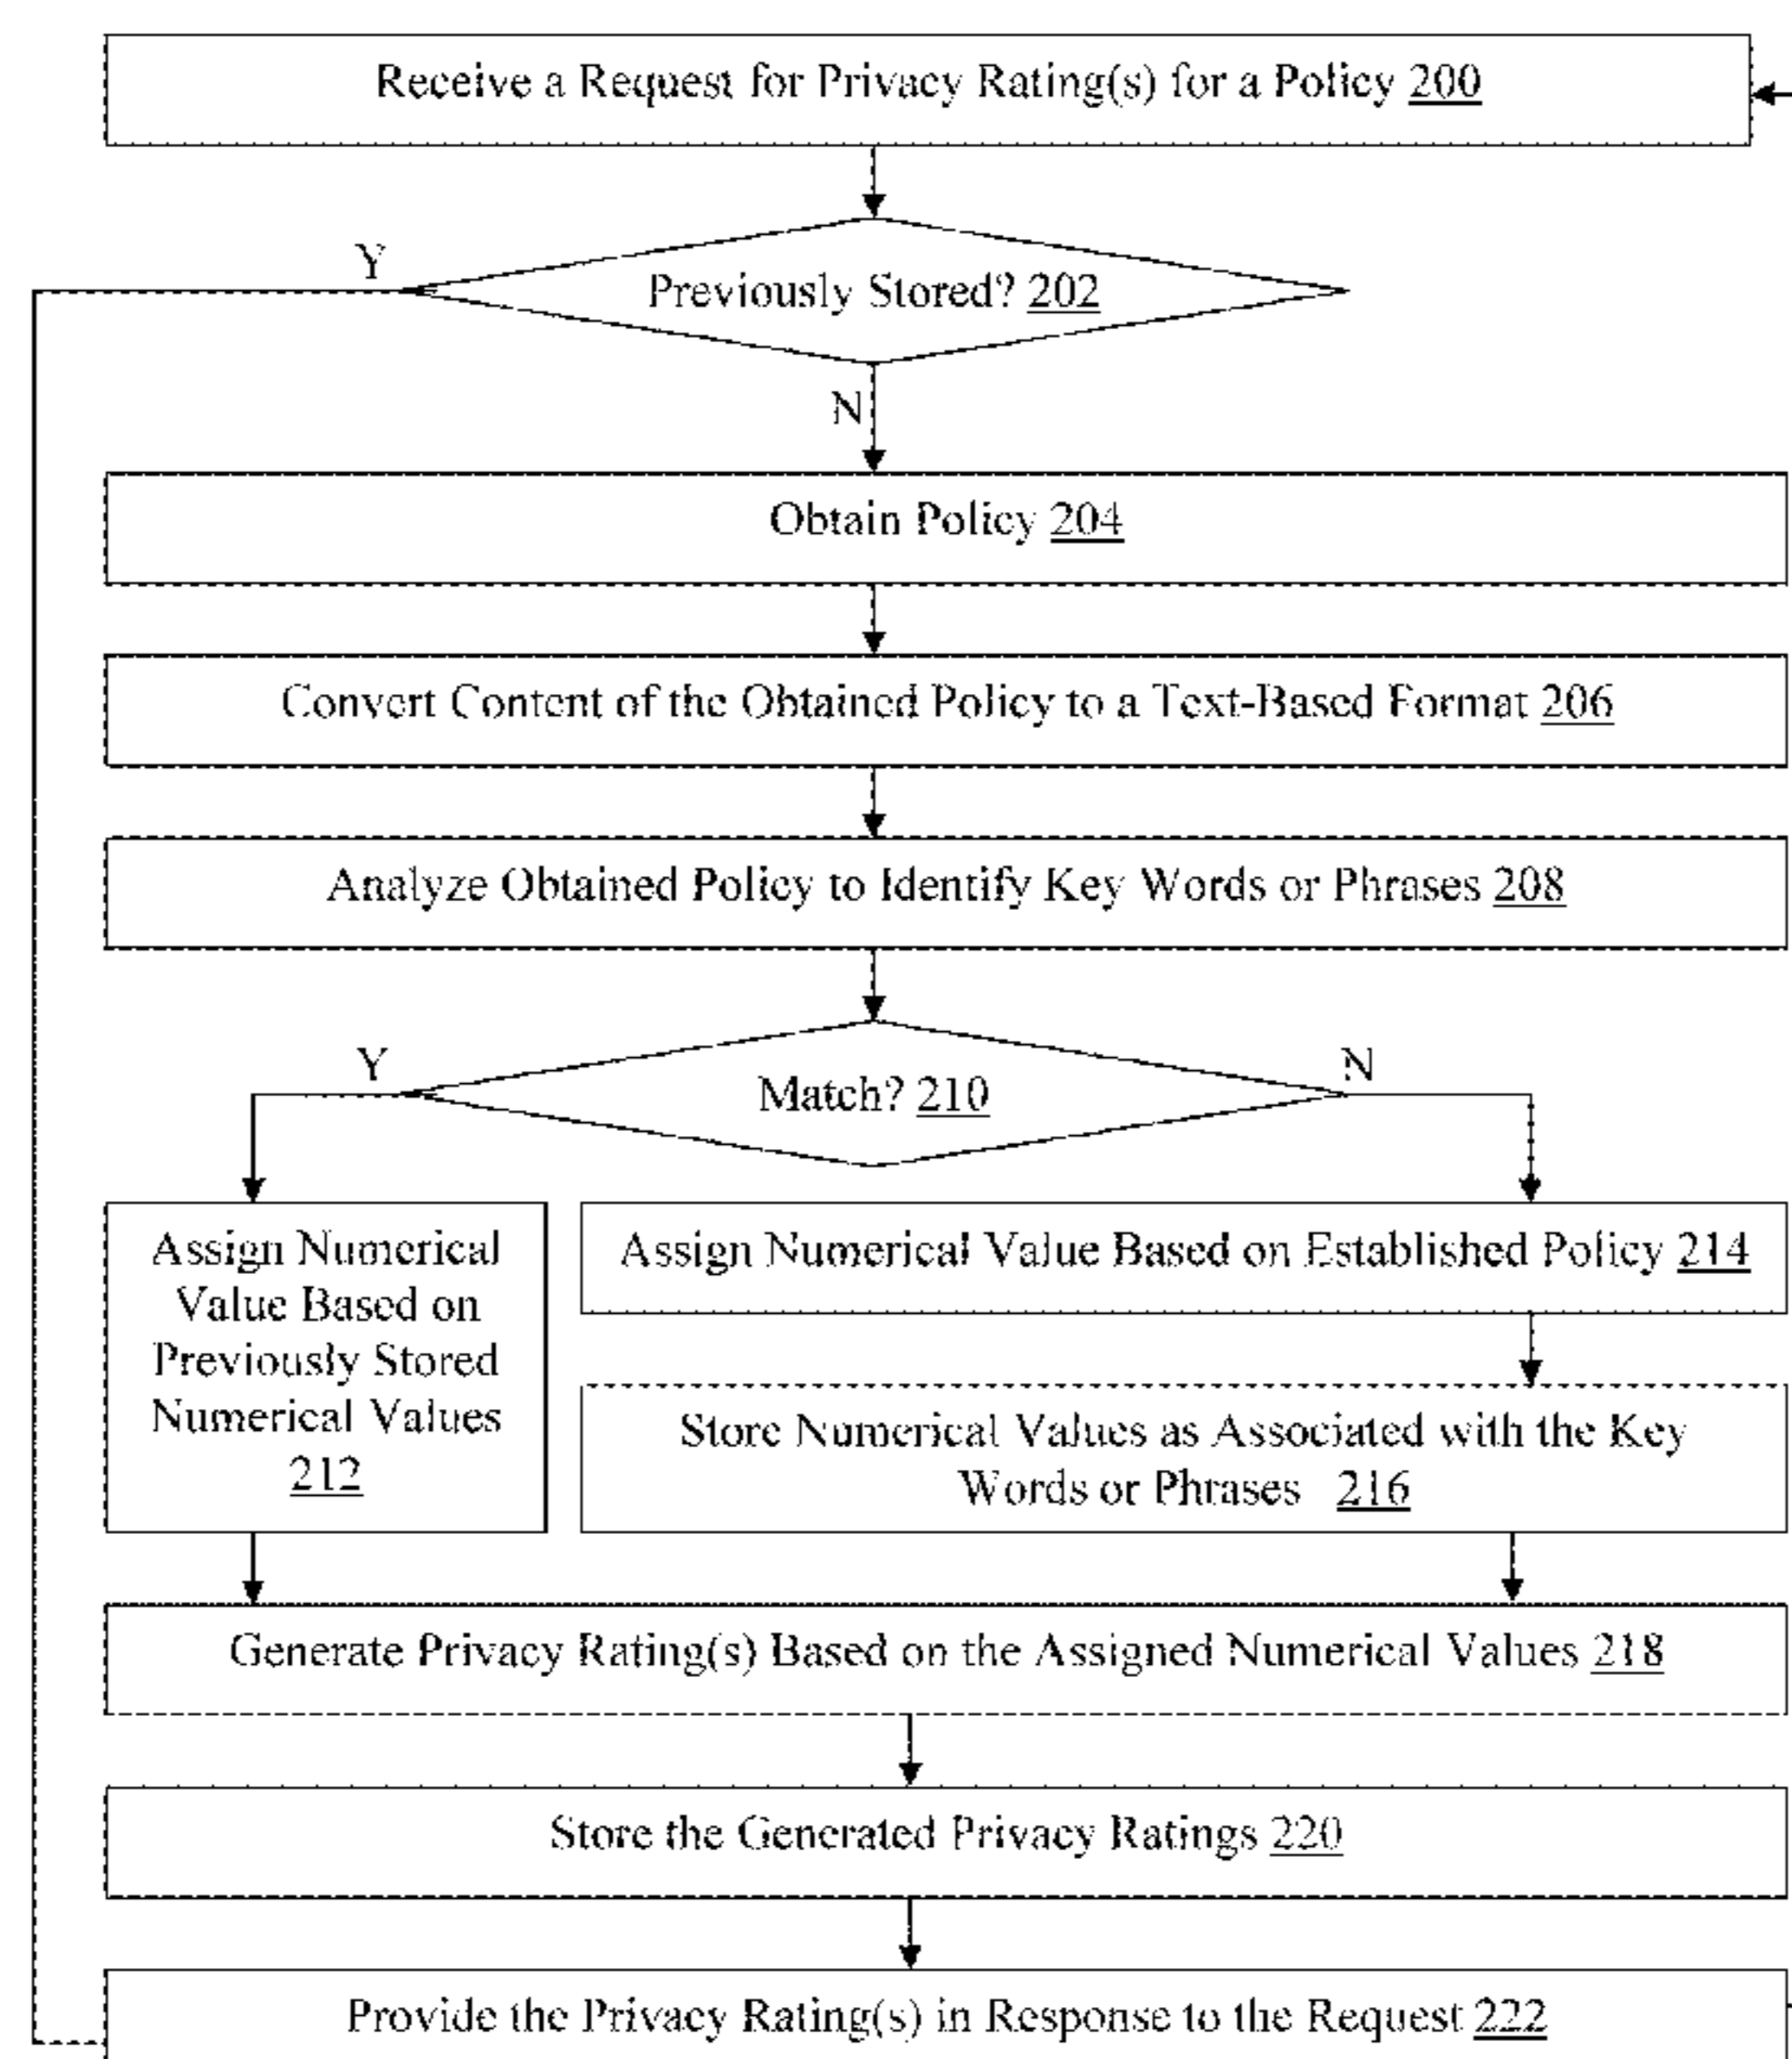 Receive a Request for Privacy Rating(s) for a Policy 200
Y
Previously Stored? 202
N
Obtain Policy 204
Convert Content of the Obtained Policy to a Text-Based Format 206
Analyze Obtained Policy to Identify Key Words or Phrases 208
Y
N
Match? 210
Assign Numerical
Value Based on
Previously Stored
Numerical Values
212
Assign Numerical Value Based on Established Policy 214
Store Numerical Values as Associated with the Key
Words or Phrases 216
Generate Privacy Rating(s) Based on the Assigned Numerical Values 218
Store the Generated Privacy Ratings 220
Provide the Privacy Rating(s) in Response to the Request 222